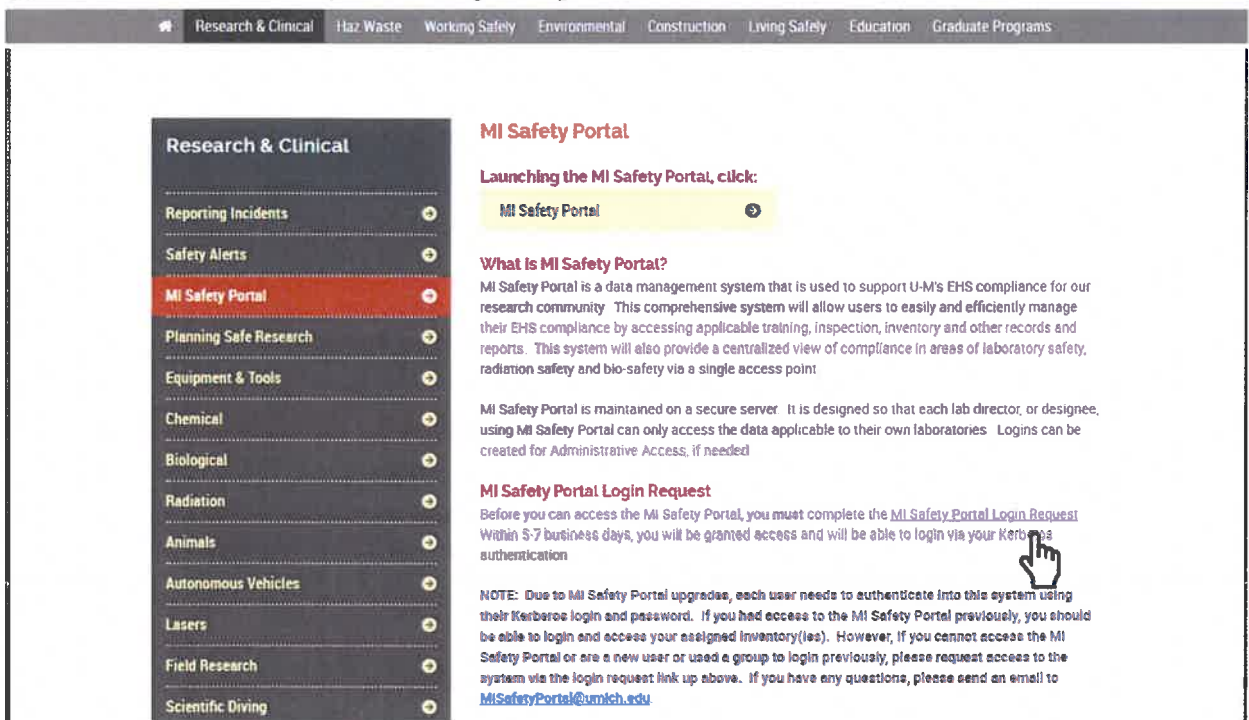 Research & Clinical Haz Waste Working Safety Environmental Construction Living Safely Education Graduate Programs
Research & Clinical
Reporting Incidents
Safety Alerts
MI Safety Portal
Planning Safe Research
Equipment & Tools
Chemical
Biological
Radiation
Animals
Autonomous Vehicles
Lasers
Field Research
Scientific Diving
MI Safety Portal
Launching the MI Safety Portal, click:
MI Safety Portal
What is MI Safety Portal?
MI Safety Portal is a data management system that is used to support U-M's EHS compliance for our
research community This comprehensive system will allow users to easily and efficiently manage
their EHS compliance by accessing applicable training, inspection, inventory and other records and
reports. This system will also provide a centralized view of compliance in areas of laboratory safety,
radiation safety and bio-safety via a single access point
MI Safety Portal is maintained on a secure server. It is designed so that each lab director, or designee,
using MI Safety Portal can only access the data applicable to their own laboratories Logins can be
created for Administrative Access, if needed
MI Safety Portal Login Request
Before you can access the MI Safety Portal, you must complete the MI Safety Portal Login Request
Within 5-7 business days, you will be granted access and will be able to login via your Kerberos
authentication
NOTE: Due to MI Safety Portal upgrades, each user needs to authenticate into this system using
their Kerberos login and password. If you had access to the MI Safety Portal previously, you should
be able to login and access your assigned inventory(ies). However, if you cannot access the MI
Safety Portal or are a new user or used a group to login previously, please request access to the
system via the login request link up above. If you have any questions, please send an email to
MISafetyPortal@umich.edu.